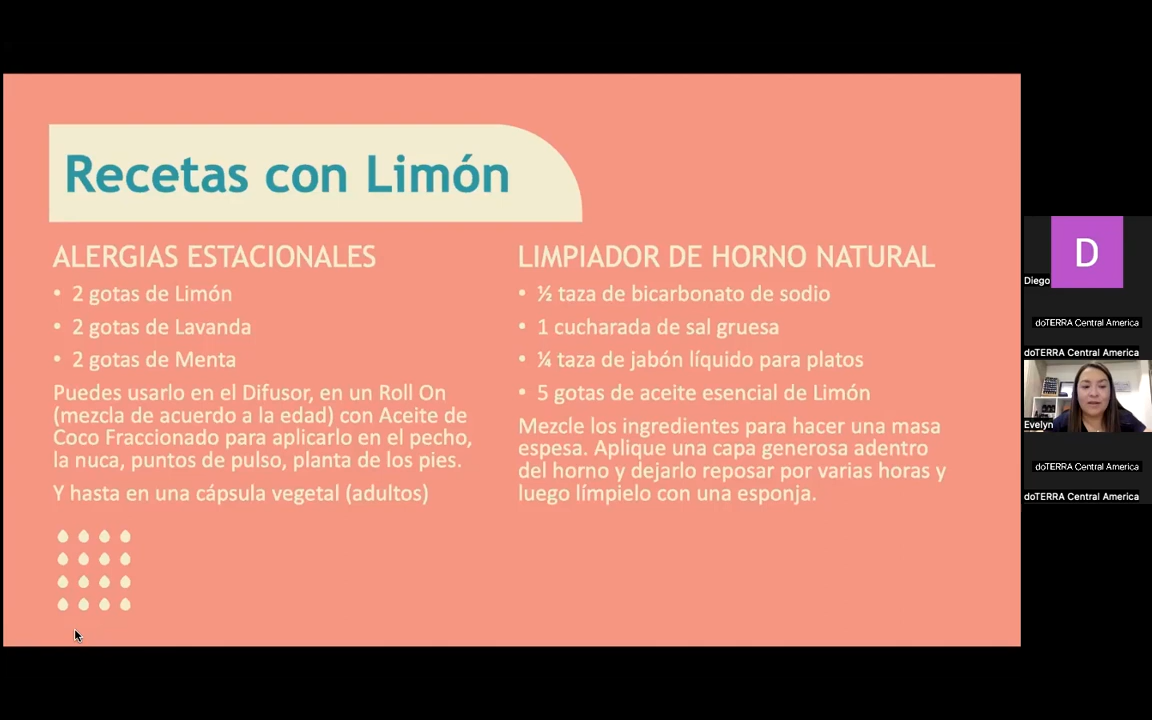 Recetas con Limón
ALERGIAS ESTACIONALES
• 2 gotas de Limón
• 2 gotas de Lavanda
• 2 gotas de Menta
Puedes usarlo en el Difusor, en un Roll On
(mezcla de acuerdo a la edad) con Aceite de
Coco Fraccionado para aplicarlo en el pecho,
la nuca, puntos de pulso, planta de los pies.
Y hasta en una cápsula vegetal (adultos)
LIMPIADOR DE HORNO NATURAL
• ½ taza de bicarbonato de sodio
• 1 cucharada de sal gruesa
• ¼ taza de jabón líquido para platos
• 5 gotas de aceite esencial de Limón
Mezcle los ingredientes para hacer una masa
espesa. Aplique una capa generosa adentro
del horno y dejarlo reposar por varias horas y
luego límpielo con una esponja.
D
Diego
doTERRA Central America
doTERRA Central America
Evelyn
doTERRA Central America
doTERRA Central America